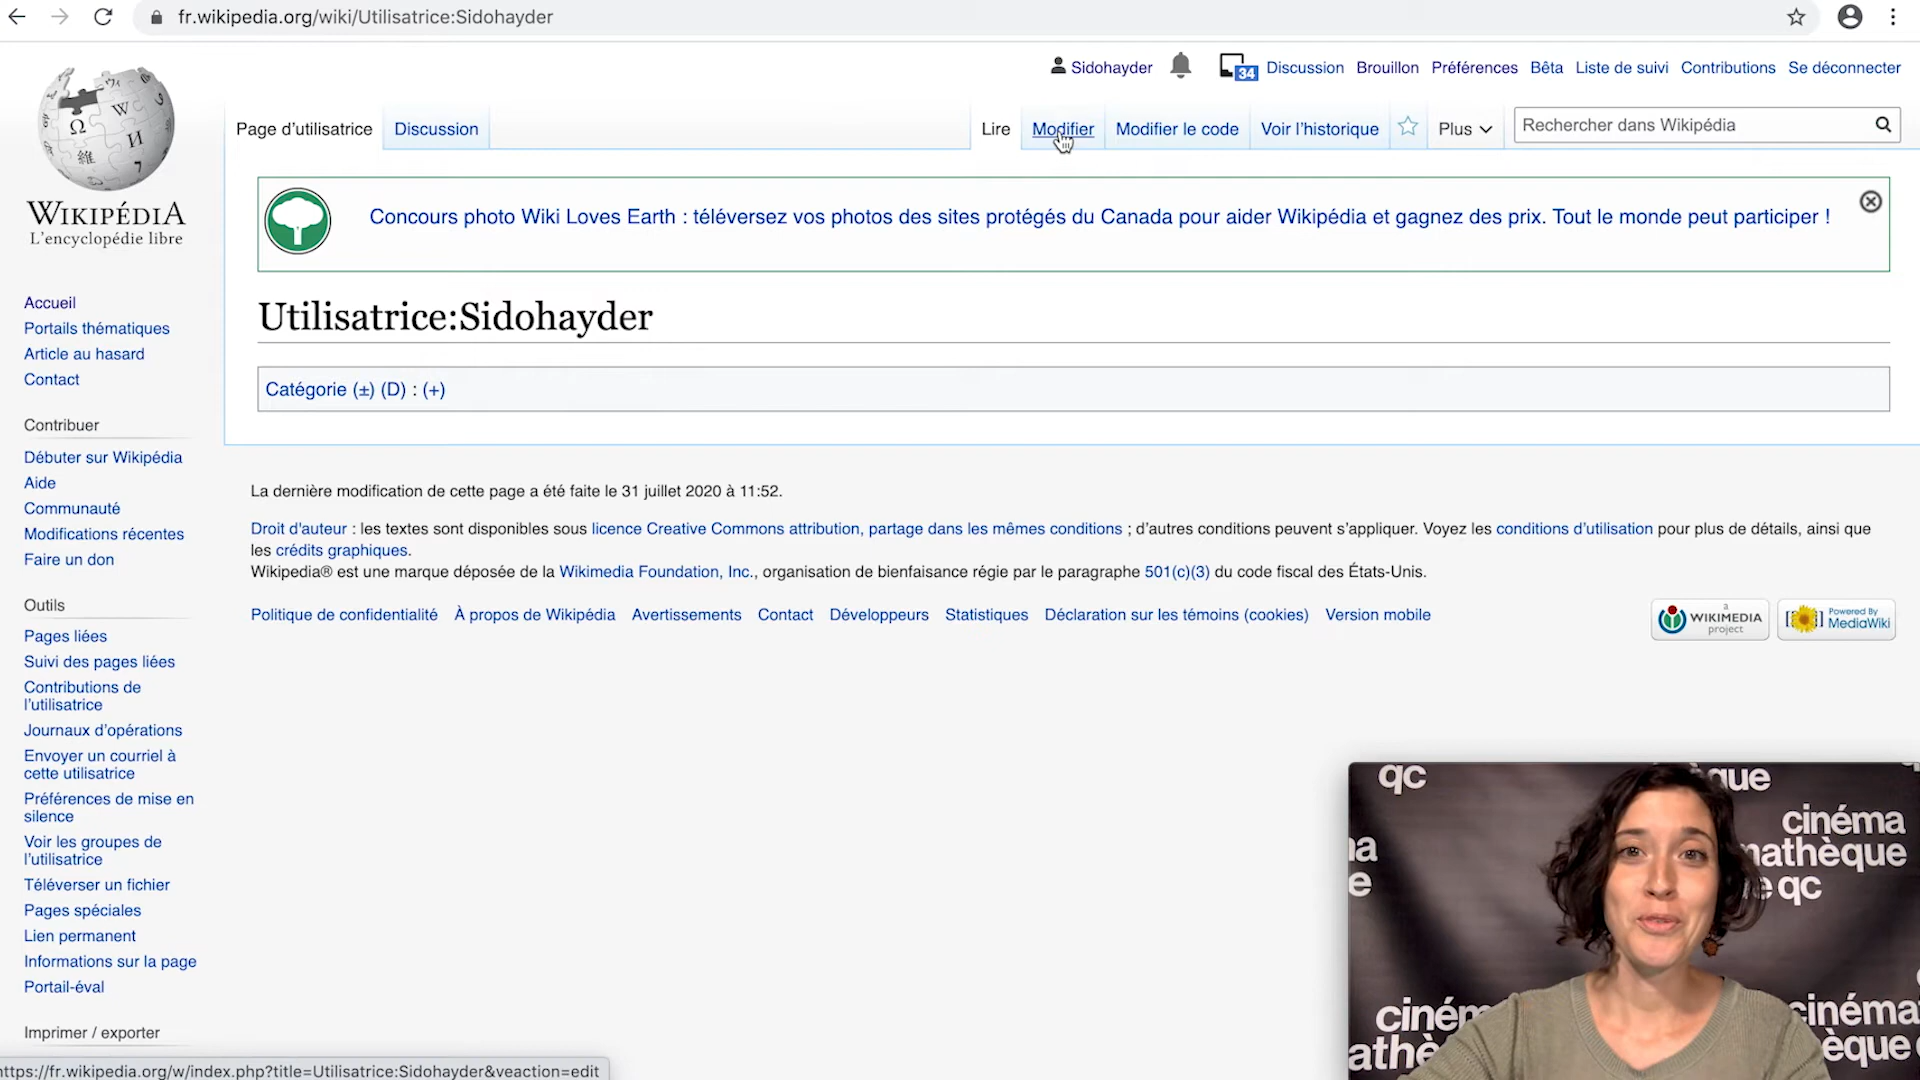 fr.wikipedia.org/wiki/Utilisatrice:Sidohayder
Sidohayder 34 Discussion Brouillon Préférences Bêta Liste de suivi Contributions Se déconnecter
Page d'utilisatrice Discussion Lire Modifier Modifier le code Voir l'historique Plus Rechercher dans Wikipédia
WIKIPÉDIA
L'encyclopédie libre
Concours photo Wiki Loves Earth : téléversez vos photos des sites protégés du Canada pour aider Wikipédia et gagnez des prix. Tout le monde peut participer !
Utilisatrice:Sidohayder
Catégorie (±) (D) : (+)
La dernière modification de cette page a été faite le 31 juillet 2020 à 11:52.
Droit d'auteur : les textes sont disponibles sous licence Creative Commons attribution, partage dans les mêmes conditions ; d'autres conditions peuvent s'appliquer. Voyez les conditions d'utilisation pour plus de détails, ainsi que
les crédits graphiques.
Wikipedia® est une marque déposée de la Wikimedia Foundation, Inc., organisation de bienfaisance régie par le paragraphe 501(c)(3) du code fiscal des États-Unis.
Politique de confidentialité À propos de Wikipédia Avertissements Contact Développeurs Statistiques Déclaration sur les témoins (cookies) Version mobile
a
WIKIMEDIA
project
Powered By
MediaWiki
Accueil
Portails thématiques
Article au hasard
Contact
Contribuer
Débuter sur Wikipédia
Aide
Communauté
Modifications récentes
Faire un don
Outils
Pages liées
Suivi des pages liées
Contributions de
l'utilisatrice
Journaux d'opérations
Envoyer un courriel à
cette utilisatrice
Préférences de mise en
silence
Voir les groupes de
l'utilisatrice
Téléverser un fichier
Pages spéciales
Lien permanent
Informations sur la page
Portail-éval
Imprimer / exporter
ttps://fr.wikipedia.org/w/index.php?title=Utilisatrice:Sidohayder&veaction=edit
qc
que
cinéma
mathèque
qc
ciném
athè
cinéma
èque